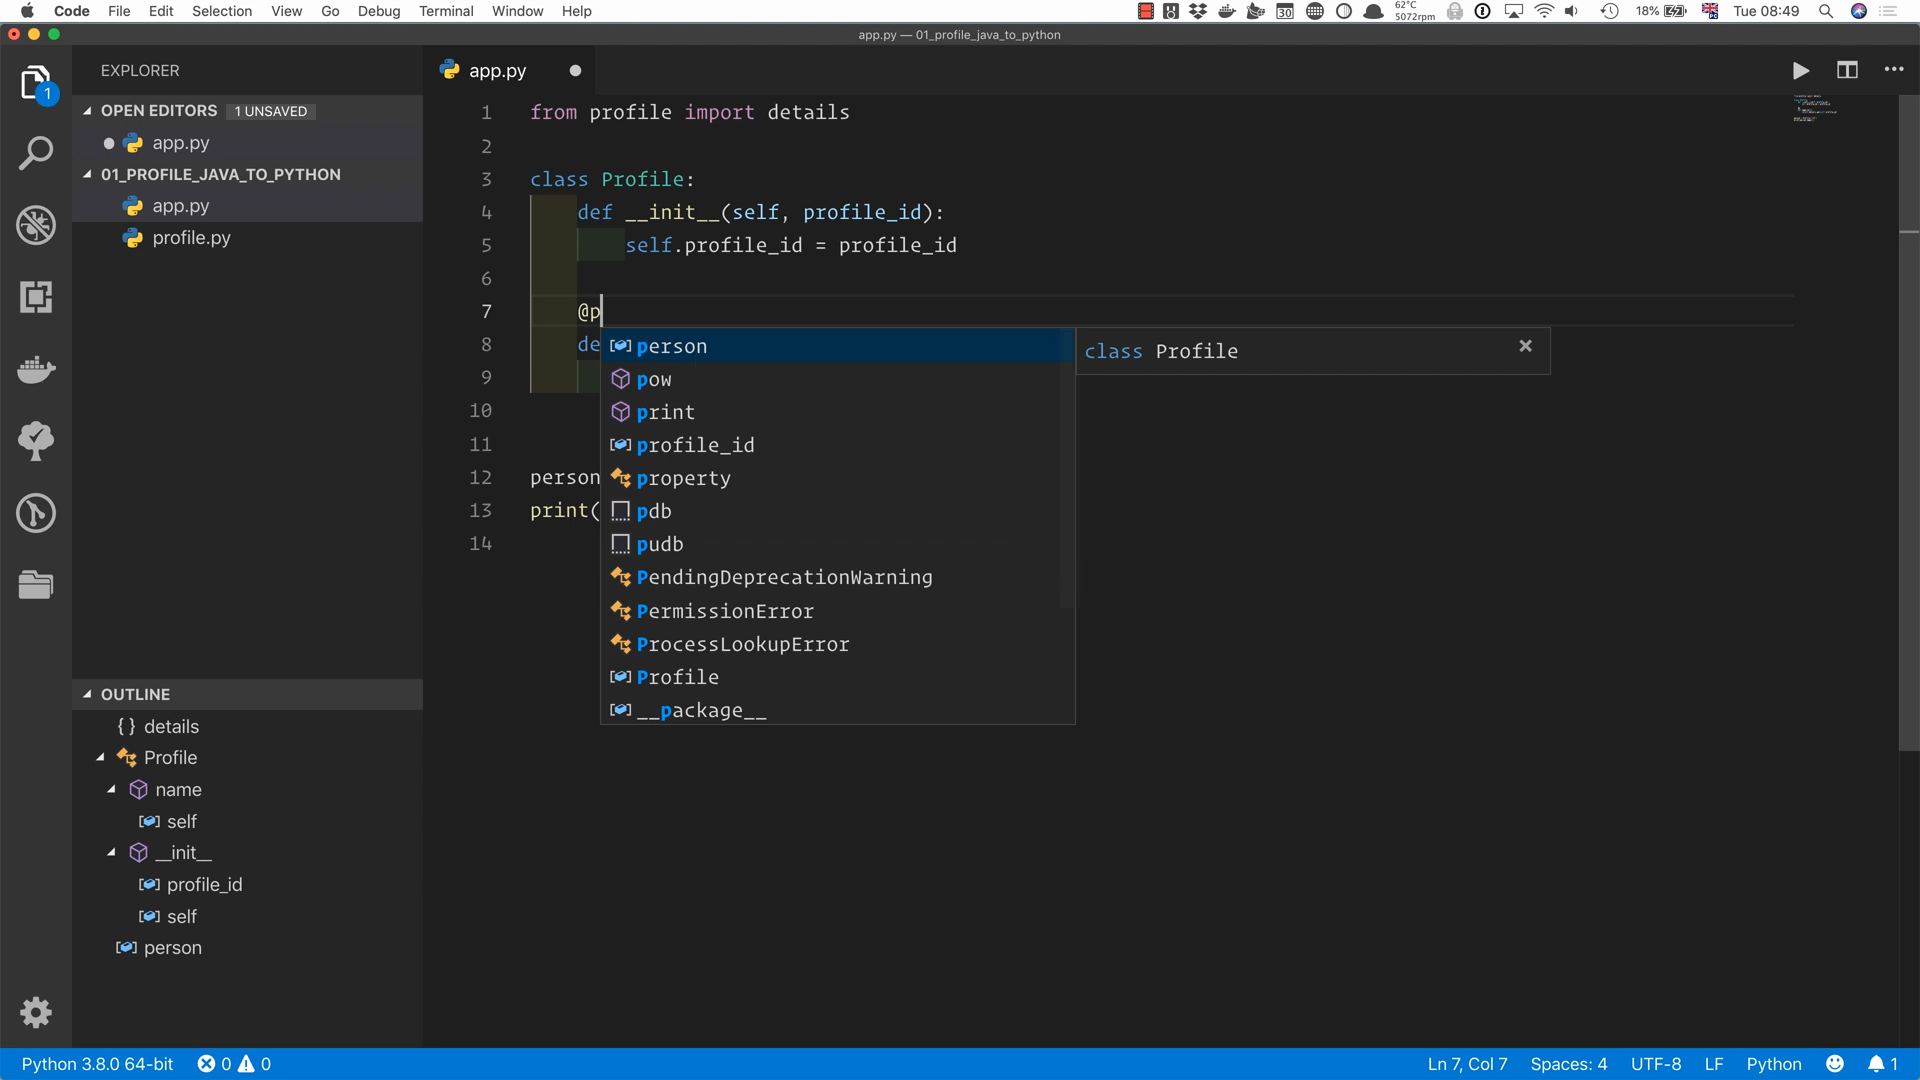 Code File Edit Selection View Go Debug Terminal Window Help
62°C
5072rpm
30
18%
Tue 08:49
app.py — 01_profile_java_to_python
1
EXPLORER
OPEN EDITORS 1 UNSAVED
app.py
01_PROFILE_JAVA_TO_PYTHON
app.py
profile.py
OUTLINE
{} details
Profile
name
self
__init__
profile_id
self
person
app.py
1 from profile import details
2
3 class Profile:
4 def __init__(self, profile_id):
5 self.profile_id = profile_id
6
7 @p
8 de
9
10
11
12 person
13 print(
14
person
pow
print
profile_id
property
pdb
pudb
PendingDeprecationWarning
PermissionError
ProcessLookupError
Profile
__package__
class Profile
Python 3.8.0 64-bit 0 0
Ln 7, Col 7 Spaces: 4 UTF-8 LF Python 1